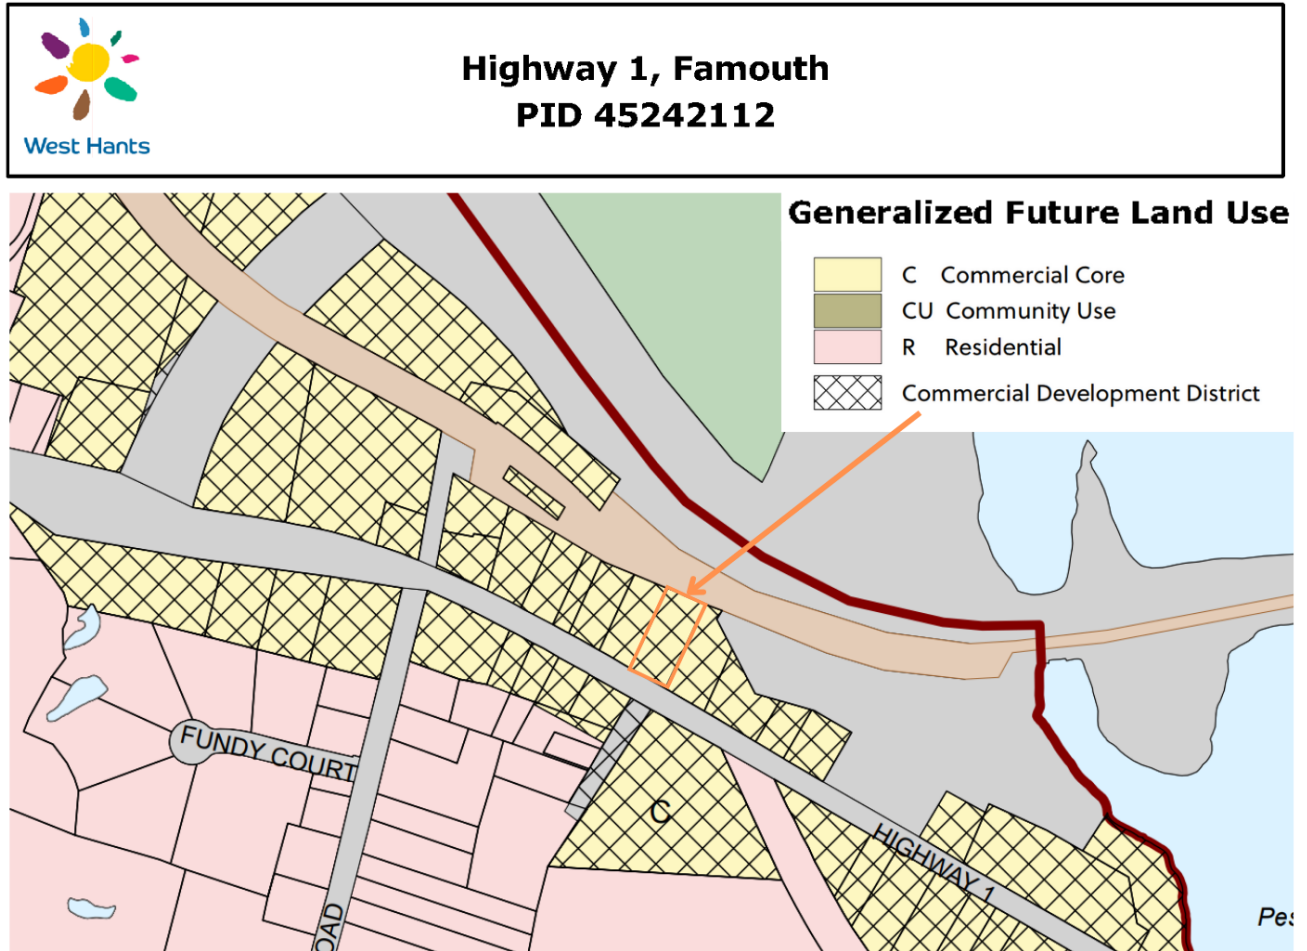 West Hants
Highway 1, Famouth
PID 45242112
Generalized Future Land Use
C Commercial Core
CU Community Use
R Residential
Commercial Development District
FUNDY COURT
C
HIGHWAY 1
OAD
Pes